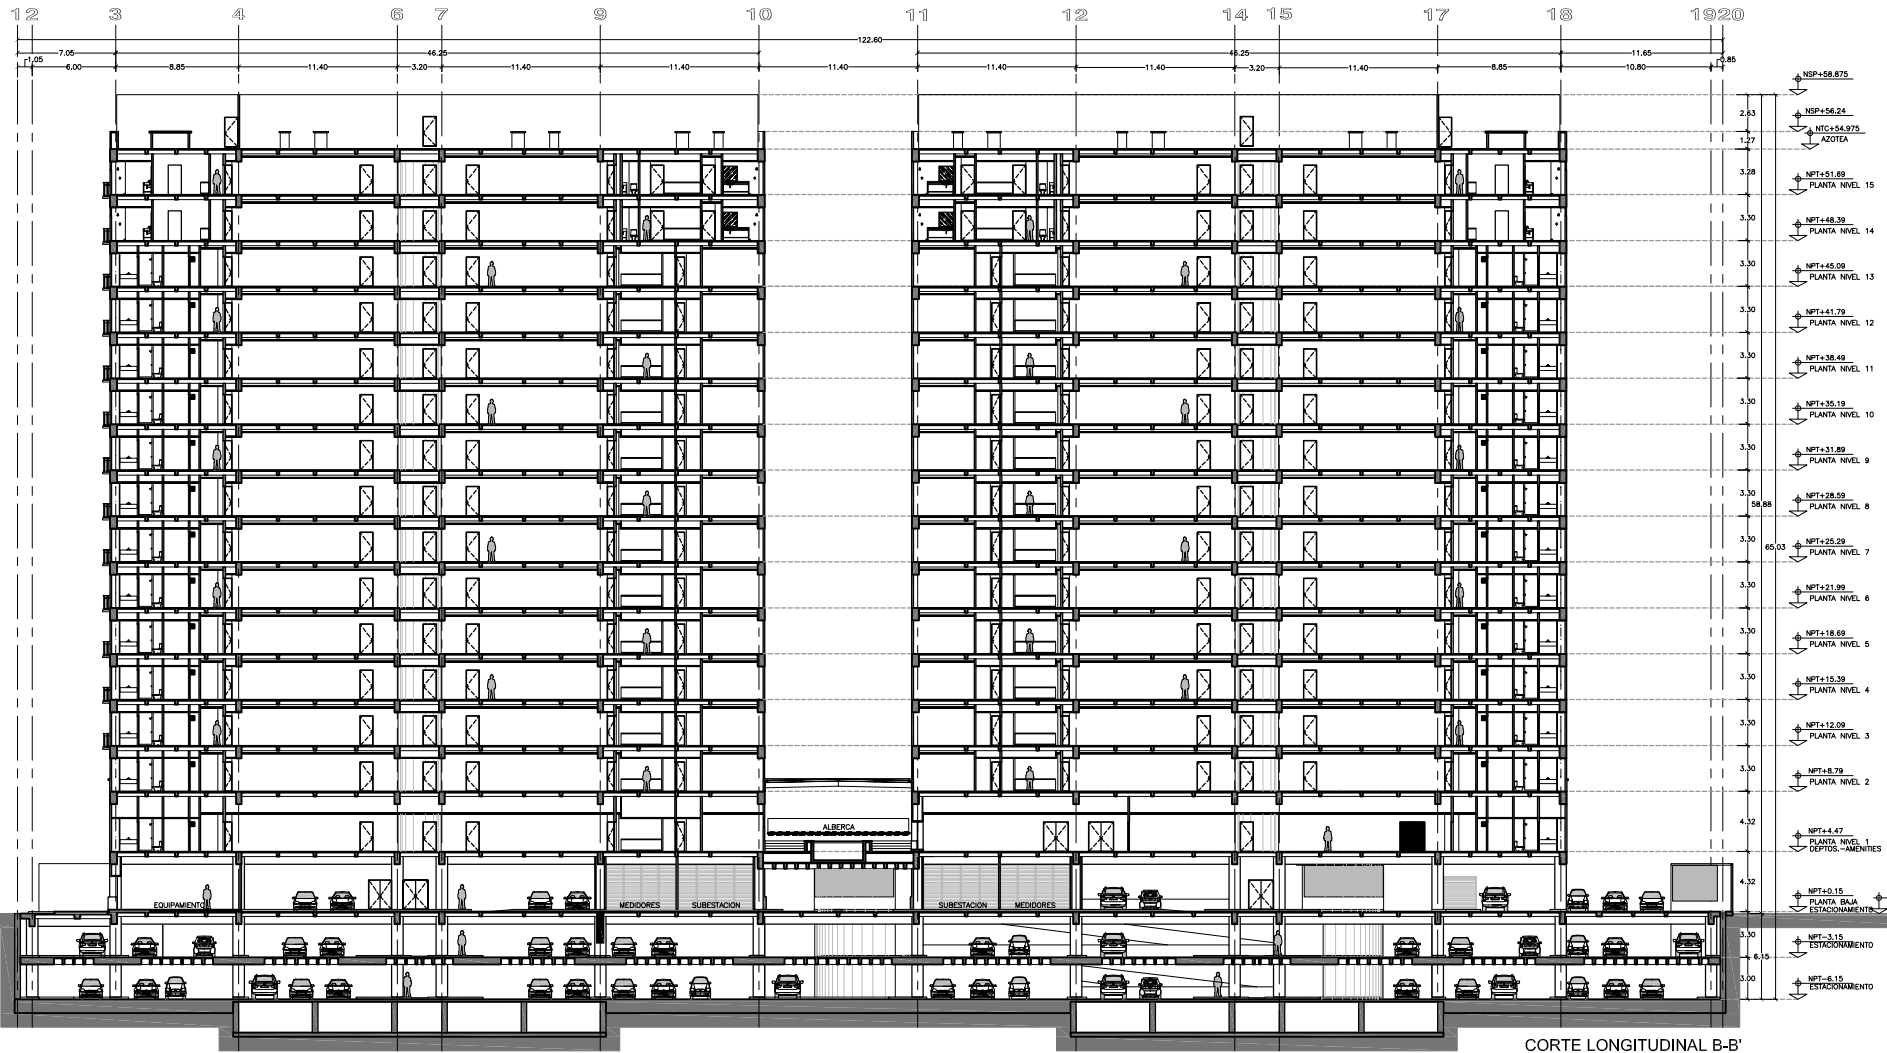 1 2 3 4 6 7 9 10 11 12 14 15 17 18 19 20
122.60
7.05 46.25 46.25 11.65
1.05 0.85
6.00 8.85 11.40 3.20 11.40 11.40 11.40 11.40 11.40 3.20 11.40 8.85 10.80
NSP+58.875
2.63
NSP+56.24
NTC+54.975
1.27
AZOTEA
3.28
NPT+51.69
PLANTA NIVEL 15
3.30
NPT+48.39
PLANTA NIVEL 14
3.30
NPT+45.09
PLANTA NIVEL 13
3.30
NPT+41.79
PLANTA NIVEL 12
3.30
NPT+38.49
PLANTA NIVEL 11
3.30
NPT+35.19
PLANTA NIVEL 10
3.30
NPT+31.89
PLANTA NIVEL 9
3.30
NPT+28.59
PLANTA NIVEL 8
58.88
3.30
NPT+25.29
PLANTA NIVEL 7
65.03
3.30
NPT+21.99
PLANTA NIVEL 6
3.30
NPT+18.69
PLANTA NIVEL 5
3.30
NPT+15.39
PLANTA NIVEL 4
3.30
NPT+12.09
PLANTA NIVEL 3
3.30
NPT+8.79
PLANTA NIVEL 2
ALBERCA
4.32
NPT+4.47
PLANTA NIVEL 1
DEPTOS.-AMENITIES
4.32
NPT+0.15
PLANTA BAJA
ESTACIONAMIENTO
EQUIPAMIENTO MEDIDORES SUBESTACION SUBESTACION MEDIDORES
3.30
NPT-3.15
ESTACIONAMIENTO
6.15
3.00
NPT-6.15
ESTACIONAMIENTO
CORTE LONGITUDINAL B-B'